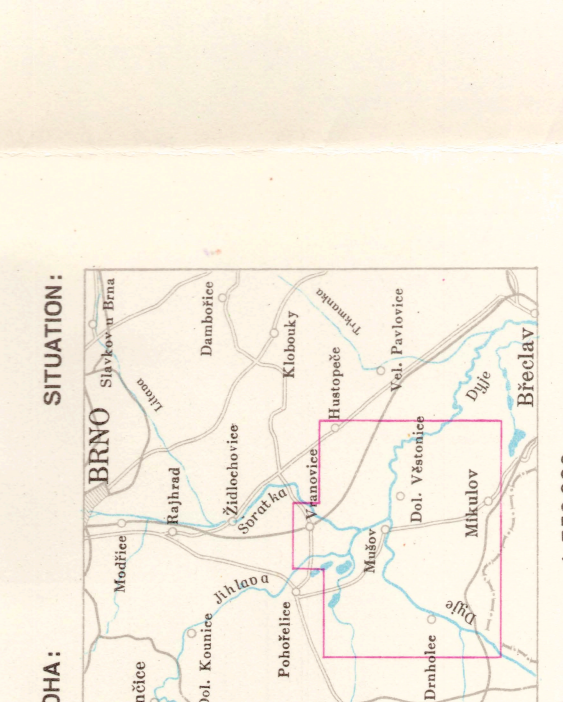 SITUATION:
OHA:
BRNO
Slavkov u Brna
Litava
Dambořice
Klobouky
Trkmanka
Vel. Pavlovice
Hustopeče
Dyje
Břeclav
Modřice
Rajhrad
Židlochovice
Svratka
Vranovice
Dol. Věstonice
Mikulov
Mušov
Jihlava
Pohořelice
Dol. Kounice
nčice
Drnholec
Dyje